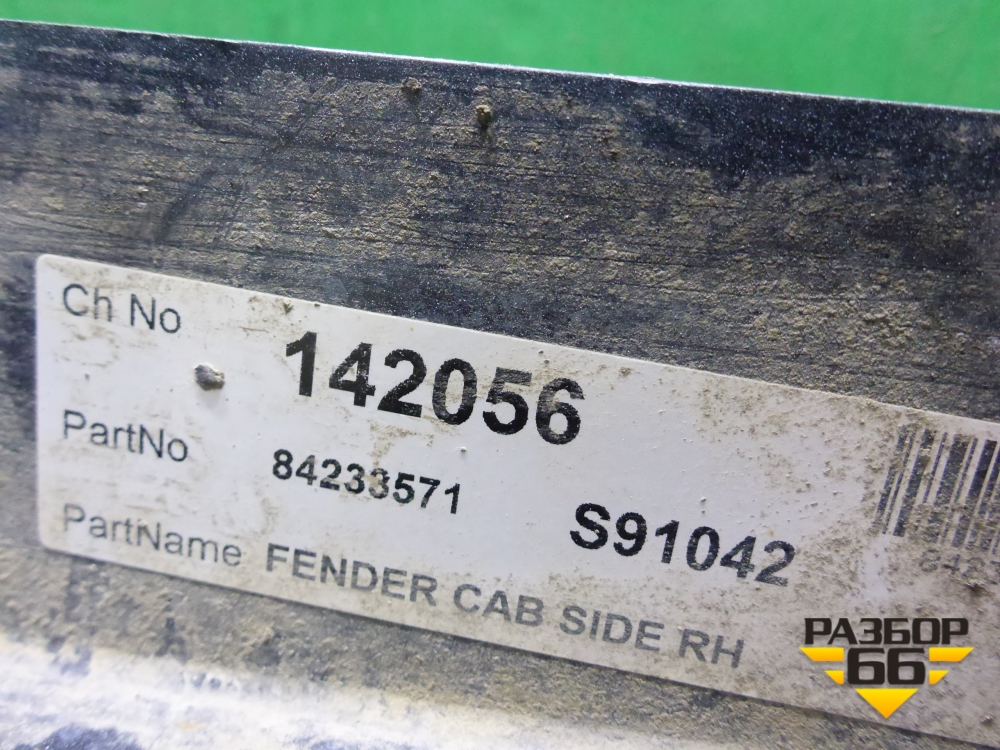 Ch No
142056
PartNo 84233571
S91042
PartName FENDER CAB SIDE RH
РАЗБОР
66